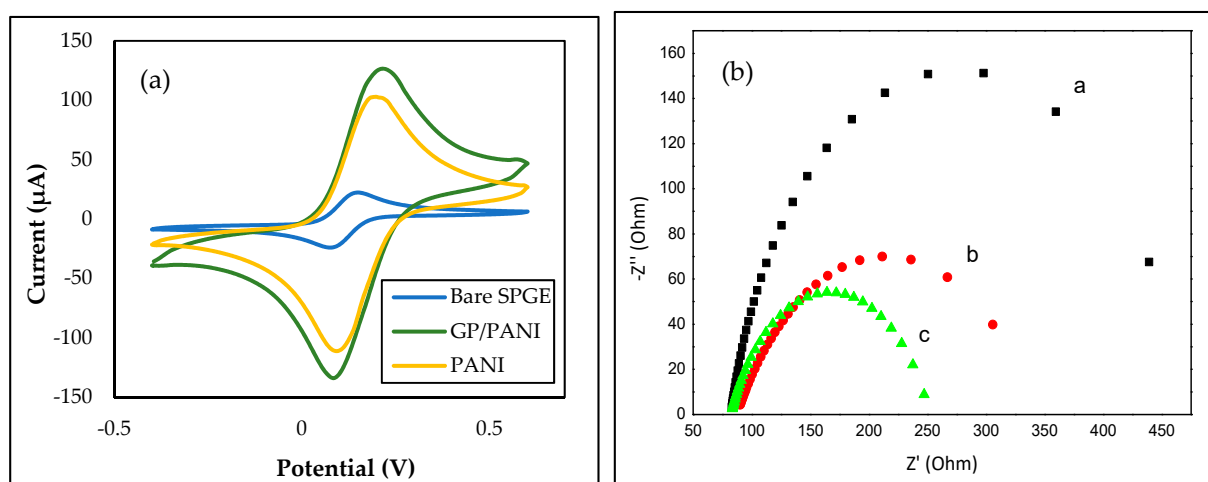 (a)
150
100
50
0
-50
-100
-150
Current (µA)
-0.5
0
0.5
Potential (V)
Bare SPGE
GP/PANI
PANI
(b)
160
140
120
100
80
60
40
20
0
-Z'' (Ohm)
50
100
150
200
250
300
350
400
450
Z' (Ohm)
a
b
c